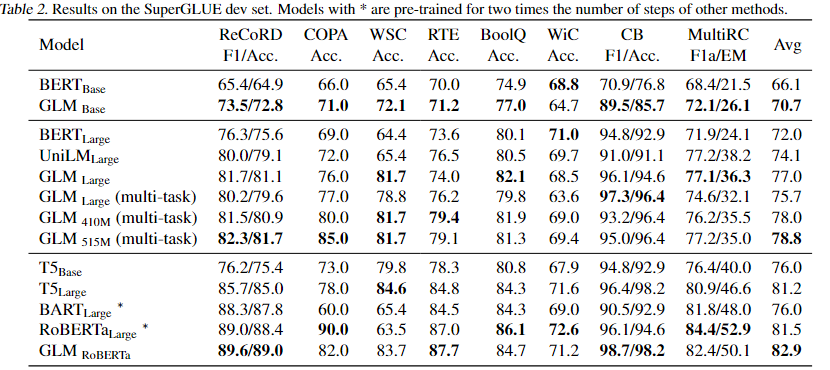 Table 2. Results on the SuperGLUE dev set. Models with * are pre-trained for two times the number of steps of other methods.
Model ReCoRD COPA WSC RTE BoolQ WiC CB MultiRC Avg
F1/Acc. Acc. Acc. Acc. Acc. Acc. F1/Acc. F1a/EM
BERTBase 65.4/64.9 66.0 65.4 70.0 74.9 68.8 70.9/76.8 68.4/21.5 66.1
GLM Base 73.5/72.8 71.0 72.1 71.2 77.0 64.7 89.5/85.7 72.1/26.1 70.7
BERTLarge 76.3/75.6 69.0 64.4 73.6 80.1 71.0 94.8/92.9 71.9/24.1 72.0
UniLMLarge 80.0/79.1 72.0 65.4 76.5 80.5 69.7 91.0/91.1 77.2/38.2 74.1
GLM Large 81.7/81.1 76.0 81.7 74.0 82.1 68.5 96.1/94.6 77.1/36.3 77.0
GLM Large (multi-task) 80.2/79.6 77.0 78.8 76.2 79.8 63.6 97.3/96.4 74.6/32.1 75.7
GLM 410M (multi-task) 81.5/80.9 80.0 81.7 79.4 81.9 69.0 93.2/96.4 76.2/35.5 78.0
GLM 515M (multi-task) 82.3/81.7 85.0 81.7 79.1 81.3 69.4 95.0/96.4 77.2/35.0 78.8
T5Base 76.2/75.4 73.0 79.8 78.3 80.8 67.9 94.8/92.9 76.4/40.0 76.0
T5Large 85.7/85.0 78.0 84.6 84.8 84.3 71.6 96.4/98.2 80.9/46.6 81.2
BARTLarge * 88.3/87.8 60.0 65.4 84.5 84.3 69.0 90.5/92.9 81.8/48.0 76.0
RoBERTaLarge * 89.0/88.4 90.0 63.5 87.0 86.1 72.6 96.1/94.6 84.4/52.9 81.5
GLM RoBERTa 89.6/89.0 82.0 83.7 87.7 84.7 71.2 98.7/98.2 82.4/50.1 82.9